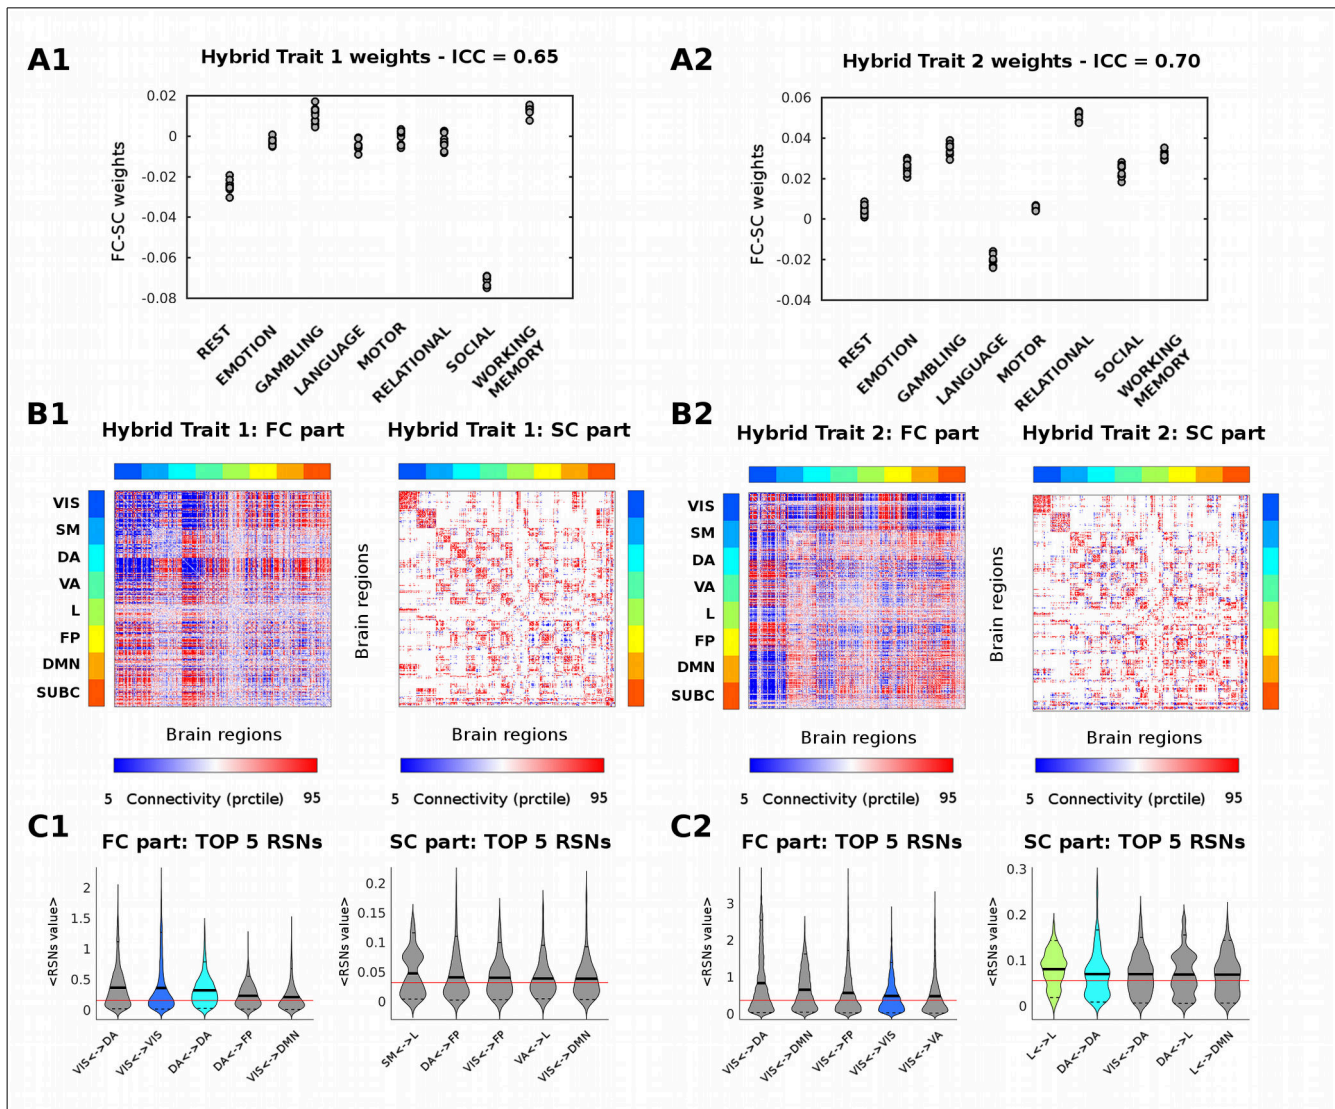 A1
Hybrid Trait 1 weights - ICC = 0.65
0.02
0
-0.02
-0.04
-0.06
-0.08
FC-SC weights
REST
EMOTION
GAMBLING
LANGUAGE
MOTOR
RELATIONAL
SOCIAL
WORKING
MEMORY
A2
Hybrid Trait 2 weights - ICC = 0.70
0.06
0.04
0.02
0
-0.02
-0.04
FC-SC weights
REST
EMOTION
GAMBLING
LANGUAGE
MOTOR
RELATIONAL
SOCIAL
WORKING
MEMORY
B1
Hybrid Trait 1: FC part
Hybrid Trait 1: SC part
VIS
SM
DA
VA
L
FP
DMN
SUBC
Brain regions
Brain regions
Brain regions
5 Connectivity (prctile) 95
5 Connectivity (prctile) 95
B2
Hybrid Trait 2: FC part
Hybrid Trait 2: SC part
VIS
SM
DA
VA
L
FP
DMN
SUBC
Brain regions
Brain regions
Brain regions
5 Connectivity (prctile) 95
5 Connectivity (prctile) 95
C1
FC part: TOP 5 RSNs
<RSNs value>
2
1.5
1
0.5
0
VIS<->DA
VIS<->VIS
DA<->DA
DA<->FP
VIS<->DMN
SC part: TOP 5 RSNs
<RSNs value>
0.2
0.15
0.1
0.05
0
SM<->L
DA<->FP
VIS<->FP
VA<->L
VIS<->DMN
C2
FC part: TOP 5 RSNs
<RSNs value>
3
2
1
0
VIS<->DA
VIS<->DMN
VIS<->FP
VIS<->VIS
VIS<->VA
SC part: TOP 5 RSNs
<RSNs value>
0.3
0.2
0.1
0
L<->L
DA<->DA
VIS<->DA
DA<->L
L<->DMN